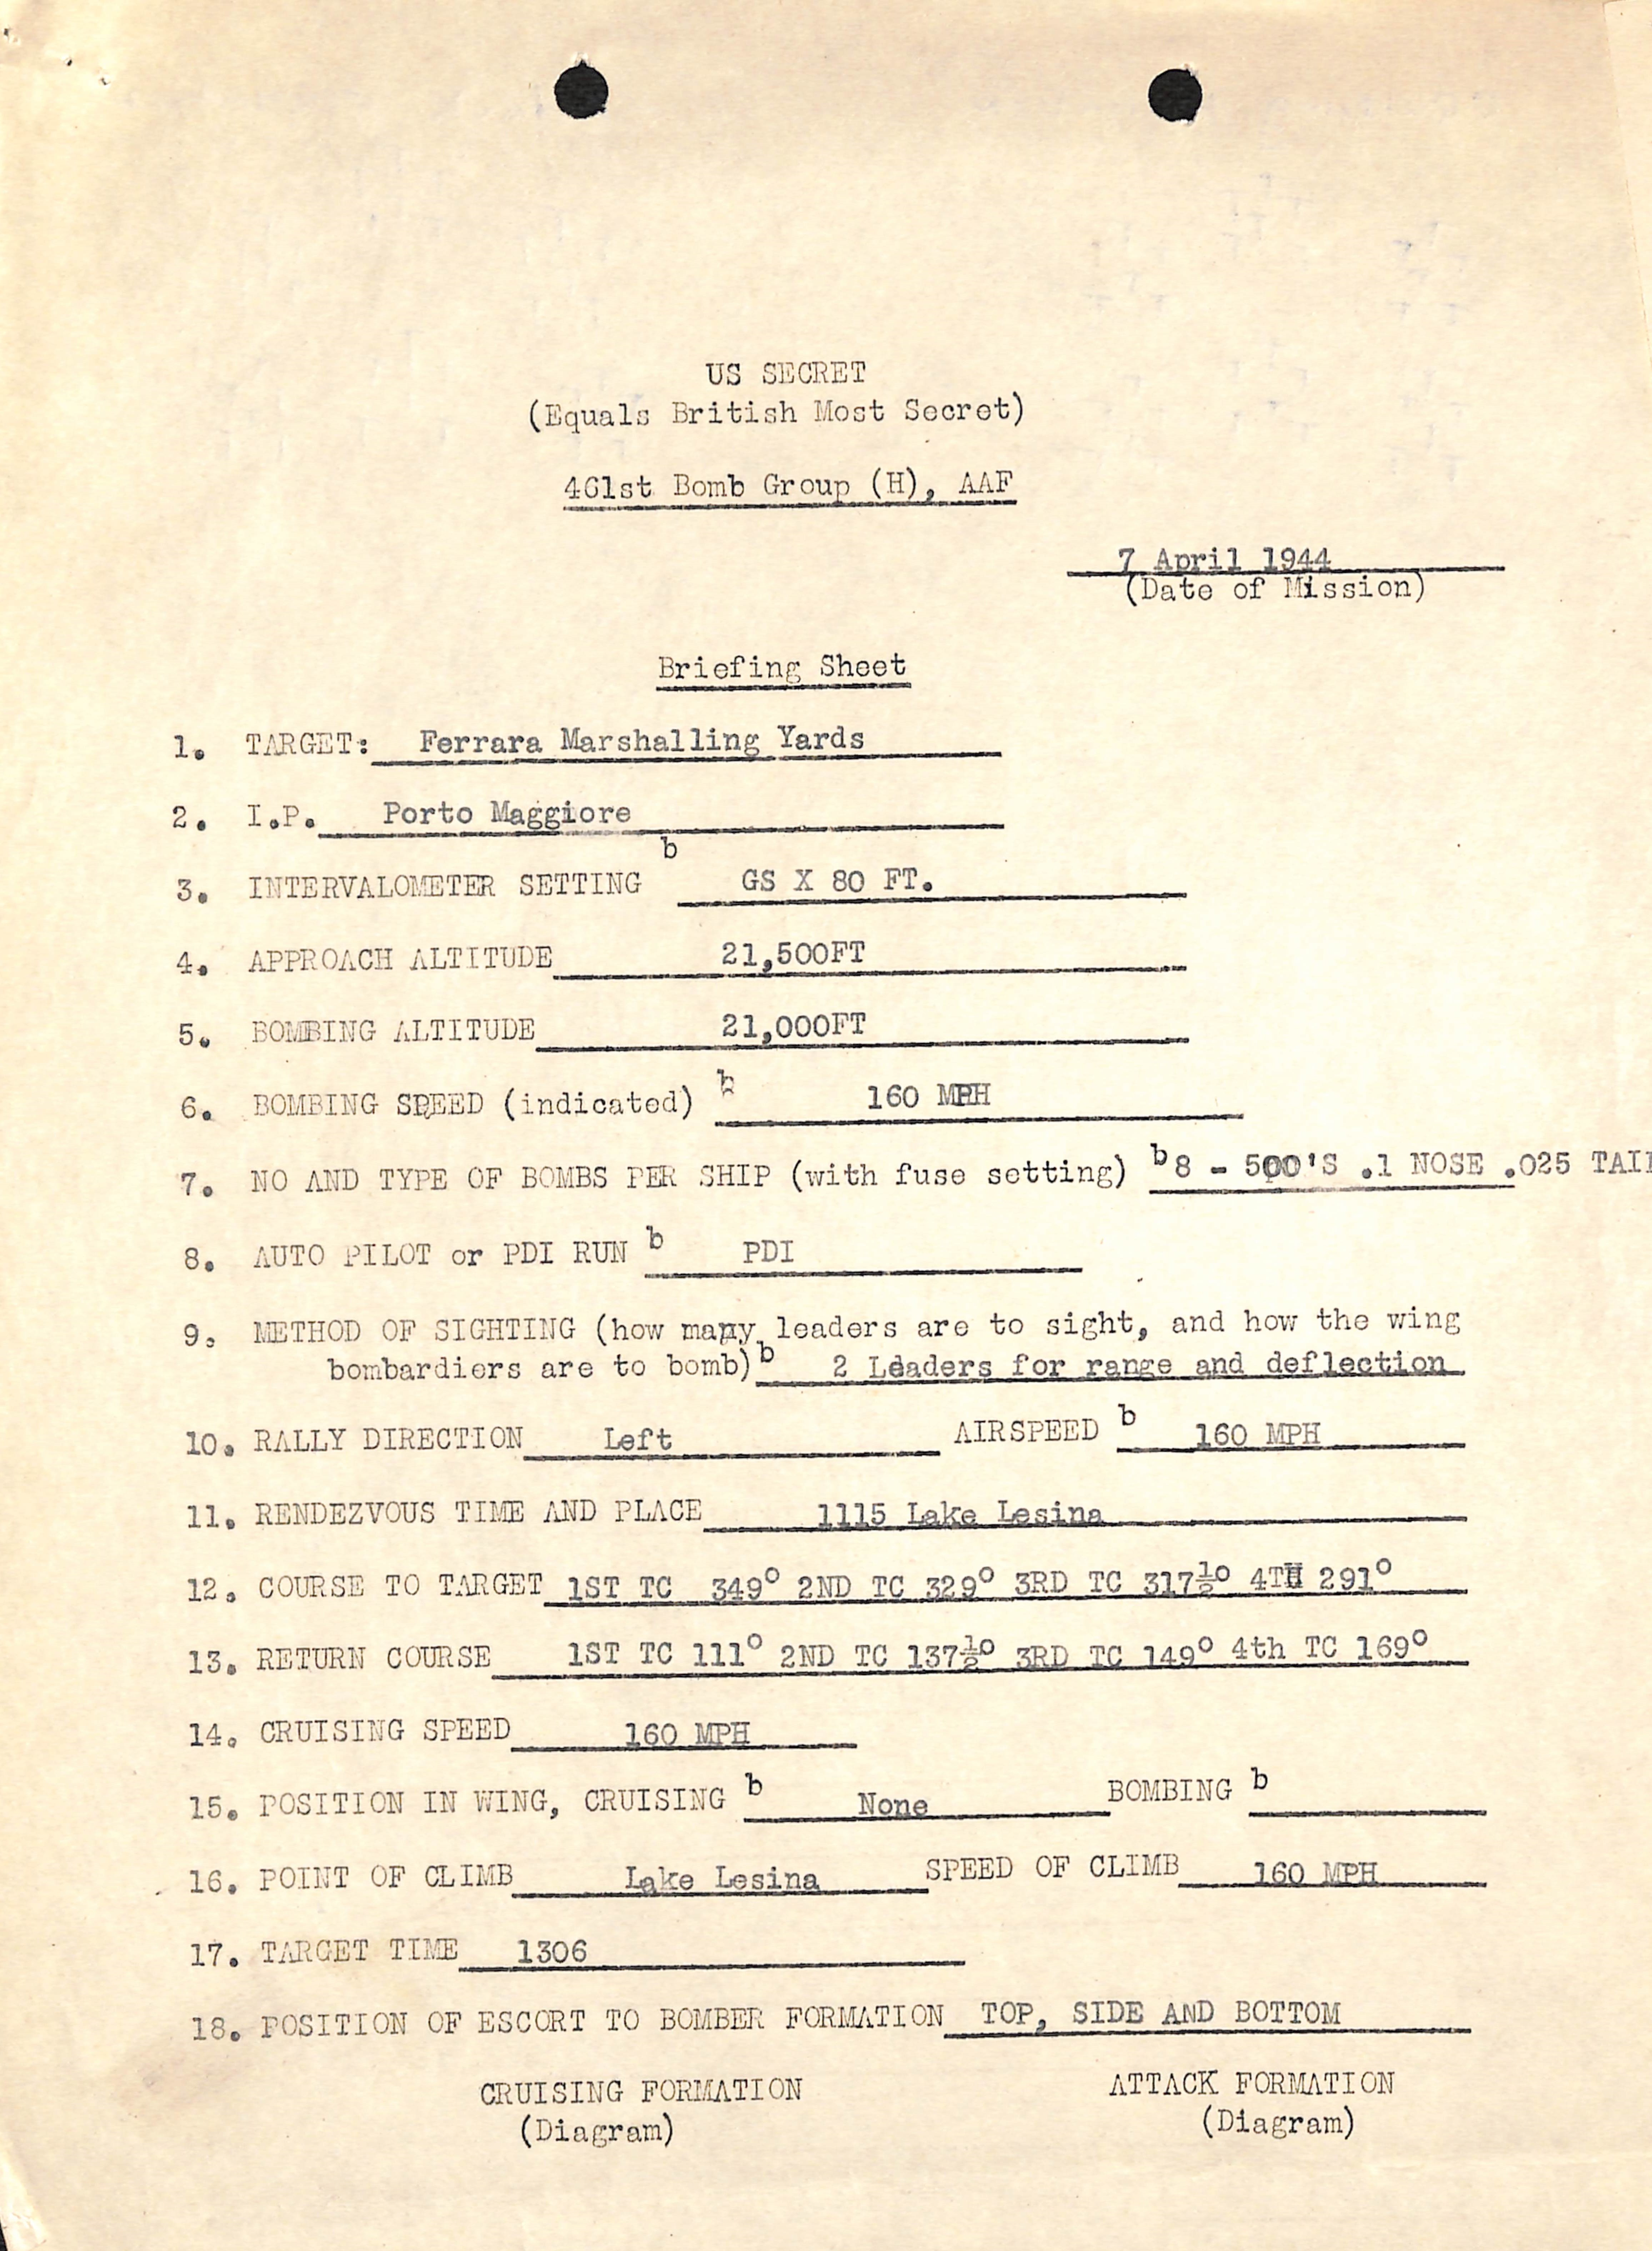 US SECRET
(Equals British Most Secret)
461st Bomb Group (H), AAF
7 April 1944
(Date of Mission)
Briefing Sheet
1. TARGET: Ferrara Marshalling Yards
2. I.P. Porto Maggiore
3. INTERVALOMETER SETTING b GS X 80 FT.
4. APPROACH ALTITUDE 21,500FT
5. BOMBING ALTITUDE 21,000FT
6. BOMBING SPEED (indicated) b 160 MPH
7. NO AND TYPE OF BOMBS PER SHIP (with fuse setting) b 8 - 500'S .1 NOSE .025 TAIL
8. AUTO PILOT or PDI RUN b PDI
9. METHOD OF SIGHTING (how many leaders are to sight, and how the wing
bombardiers are to bomb) b 2 Leaders for range and deflection
10. RALLY DIRECTION Left AIRSPEED b 160 MPH
11. RENDEZVOUS TIME AND PLACE 1115 Lake Lesina
12. COURSE TO TARGET 1ST TC 349° 2ND TC 329° 3RD TC 317½° 4TH 291°
13. RETURN COURSE 1ST TC 111° 2ND TC 137½° 3RD TC 149° 4th TC 169°
14. CRUISING SPEED 160 MPH
15. POSITION IN WING, CRUISING b None BOMBING b
16. POINT OF CLIMB Lake Lesina SPEED OF CLIMB 160 MPH
17. TARGET TIME 1306
18. POSITION OF ESCORT TO BOMBER FORMATION TOP, SIDE AND BOTTOM
CRUISING FORMATION ATTACK FORMATION
(Diagram) (Diagram)